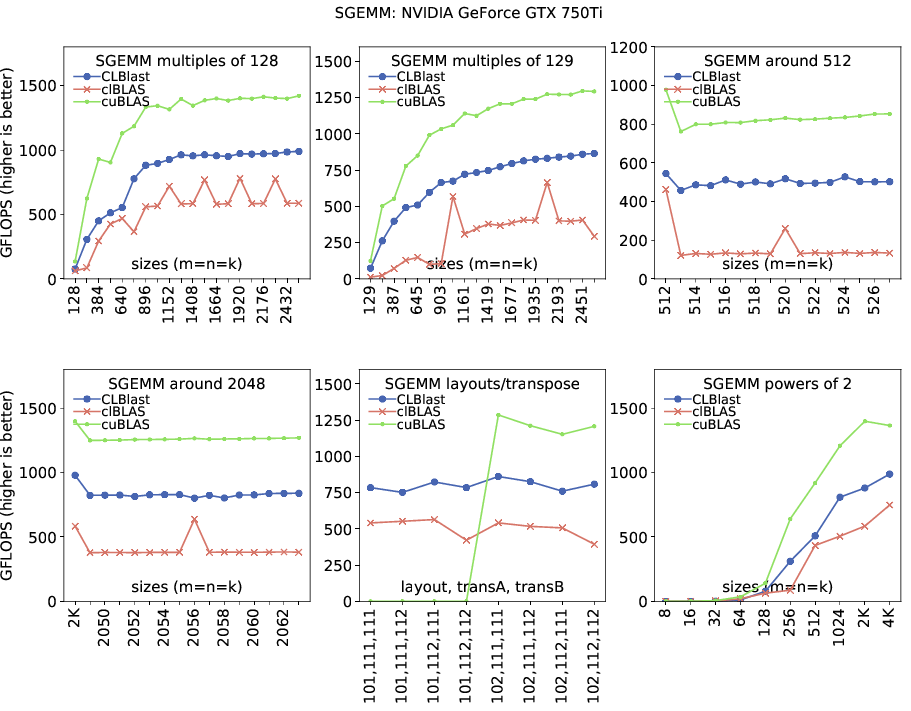 SGEMM: NVIDIA GeForce GTX 750Ti
GFLOPS (higher is better)
SGEMM multiples of 128
CLBlast
clBLAS
cuBLAS
1500
1000
500
0
sizes (m=n=k)
128 384 640 896 1152 1408 1664 1920 2176 2432
SGEMM multiples of 129
CLBlast
clBLAS
cuBLAS
1500
1250
1000
750
500
250
0
sizes (m=n=k)
129 387 645 903 1161 1419 1677 1935 2193 2451
SGEMM around 512
CLBlast
clBLAS
cuBLAS
1200
1000
800
600
400
200
0
sizes (m=n=k)
512 514 516 518 520 522 524 526
GFLOPS (higher is better)
SGEMM around 2048
CLBlast
clBLAS
cuBLAS
1500
1000
500
0
sizes (m=n=k)
2K 2050 2052 2054 2056 2058 2060 2062
SGEMM layouts/transpose
CLBlast
clBLAS
cuBLAS
1500
1250
1000
750
500
250
0
layout, transA, transB
101,111,111 101,111,112 101,112,111 101,112,112 102,111,111 102,111,112 102,112,111 102,112,112
SGEMM powers of 2
CLBlast
clBLAS
cuBLAS
1500
1000
500
0
sizes (m=n=k)
8 16 32 64 128 256 512 1024 2K 4K